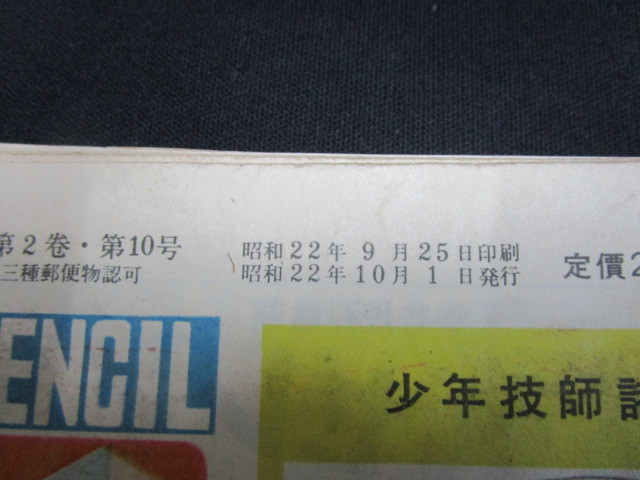 第2巻・第10号
三種郵便物認可
昭和22年9月25日印刷
昭和22年10月1日発行
定價2
ENCIL
少年技師